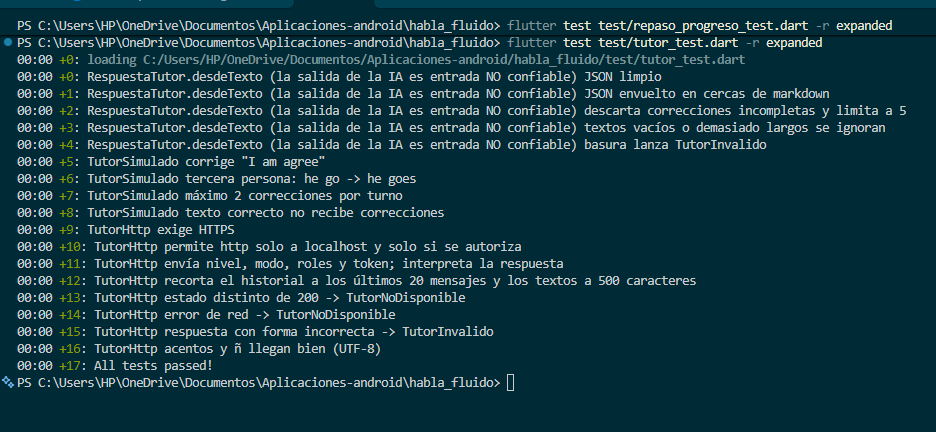 PS C:\Users\HP\OneDrive\Documentos\Aplicaciones-android\habla_fluido> flutter test test/repaso_progreso_test.dart -r expanded
PS C:\Users\HP\OneDrive\Documentos\Aplicaciones-android\habla_fluido> flutter test test/tutor_test.dart -r expanded
00:00 +0: loading C:/Users/HP/OneDrive/Documentos/Aplicaciones-android/habla_fluido/test/tutor_test.dart
00:00 +0: RespuestaTutor.desdeTexto (la salida de la IA es entrada NO confiable) JSON limpio
00:00 +1: RespuestaTutor.desdeTexto (la salida de la IA es entrada NO confiable) JSON envuelto en cercas de markdown
00:00 +2: RespuestaTutor.desdeTexto (la salida de la IA es entrada NO confiable) descarta correcciones incompletas y limita a 5
00:00 +3: RespuestaTutor.desdeTexto (la salida de la IA es entrada NO confiable) textos vacíos o demasiado largos se ignoran
00:00 +4: RespuestaTutor.desdeTexto (la salida de la IA es entrada NO confiable) basura lanza TutorInvalido
00:00 +5: TutorSimulado corrige "I am agree"
00:00 +6: TutorSimulado tercera persona: he go -> he goes
00:00 +7: TutorSimulado máximo 2 correcciones por turno
00:00 +8: TutorSimulado texto correcto no recibe correcciones
00:00 +9: TutorHttp exige HTTPS
00:00 +10: TutorHttp permite http solo a localhost y solo si se autoriza
00:00 +11: TutorHttp envía nivel, modo, roles y token; interpreta la respuesta
00:00 +12: TutorHttp recorta el historial a los últimos 20 mensajes y los textos a 500 caracteres
00:00 +13: TutorHttp estado distinto de 200 -> TutorNoDisponible
00:00 +14: TutorHttp error de red -> TutorNoDisponible
00:00 +15: TutorHttp respuesta con forma incorrecta -> TutorInvalido
00:00 +16: TutorHttp acentos y ñ llegan bien (UTF-8)
00:00 +17: All tests passed!
PS C:\Users\HP\OneDrive\Documentos\Aplicaciones-android\habla_fluido>